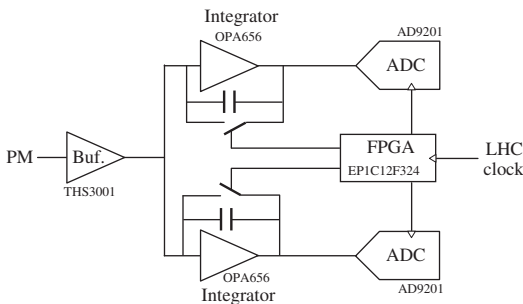 Integrator
OPA656
AD9201
ADC
PM
Buf.
THS3001
FPGA
EP1C12F324
LHC
clock
ADC
AD9201
OPA656
Integrator